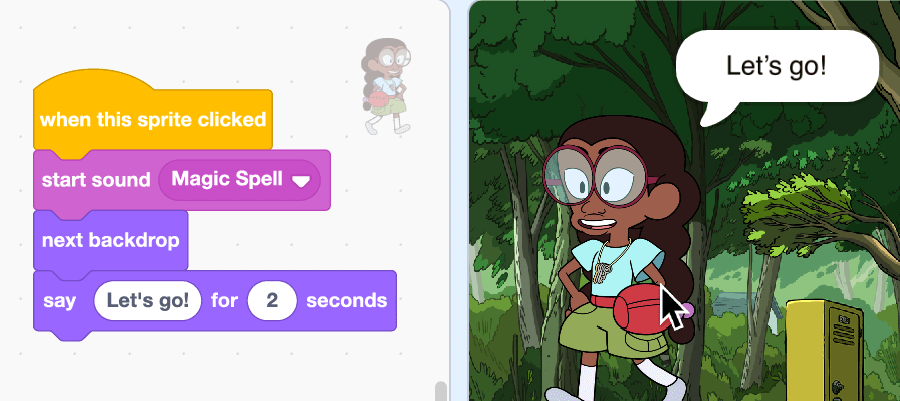 when this sprite clicked
start sound Magic Spell
next backdrop
say Let's go! for 2 seconds
Let’s go!